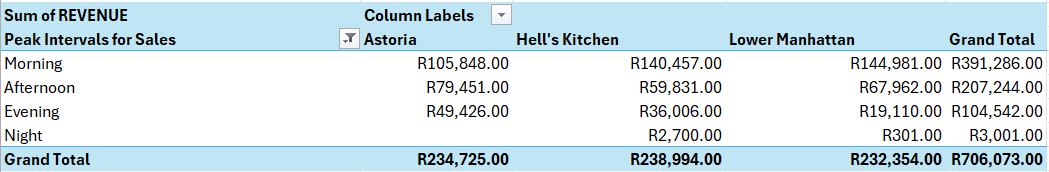 Sum of REVENUE Column Labels
Peak Intervals for Sales Astoria Hell's Kitchen Lower Manhattan Grand Total
Morning R105,848.00 R140,457.00 R144,981.00 R391,286.00
Afternoon R79,451.00 R59,831.00 R67,962.00 R207,244.00
Evening R49,426.00 R36,006.00 R19,110.00 R104,542.00
Night R2,700.00 R301.00 R3,001.00
Grand Total R234,725.00 R238,994.00 R232,354.00 R706,073.00